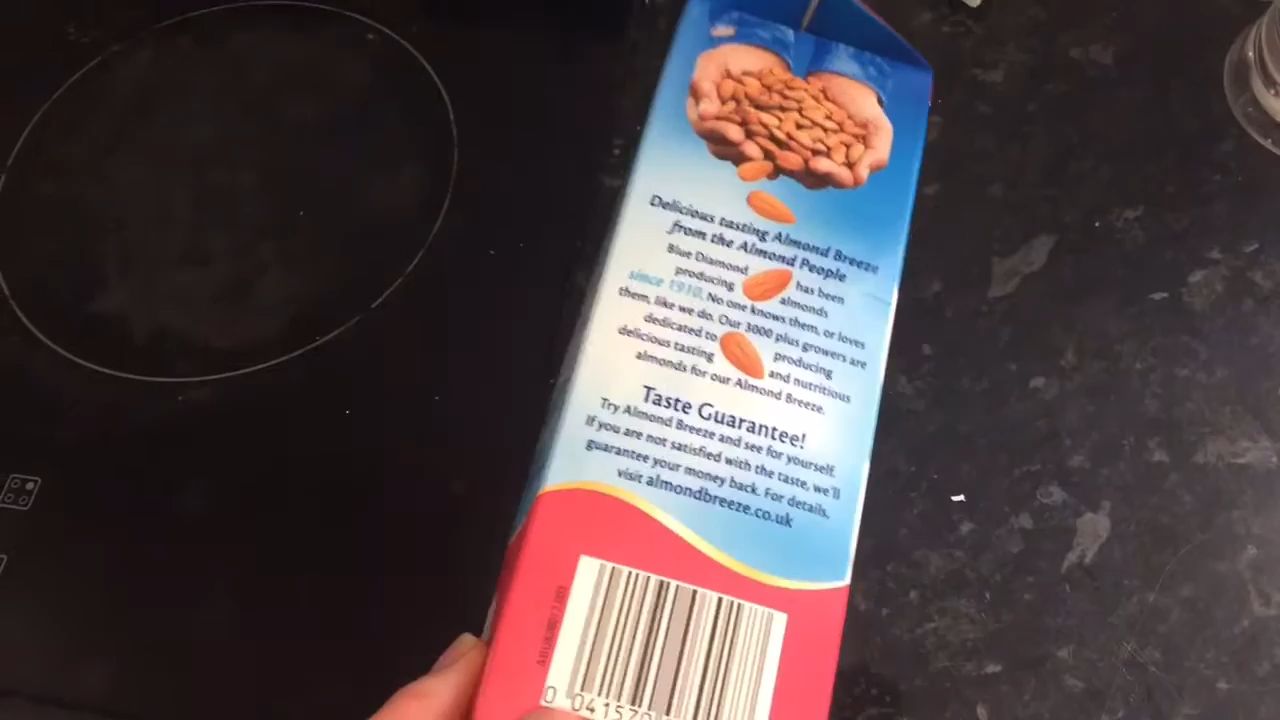 Delicious tasting Almond Breeze
from the Almond People
Blue Diamond has been
producing almonds
since 1910. No one knows them, or loves
them, like we do. Our 3000 plus growers are
dedicated to producing
delicious tasting and nutritious
almonds for our Almond Breeze.
Taste Guarantee!
Try Almond Breeze and see for yourself.
If you are not satisfied with the taste, we'll
guarantee your money back. For details,
visit almondbreeze.co.uk
0 041570